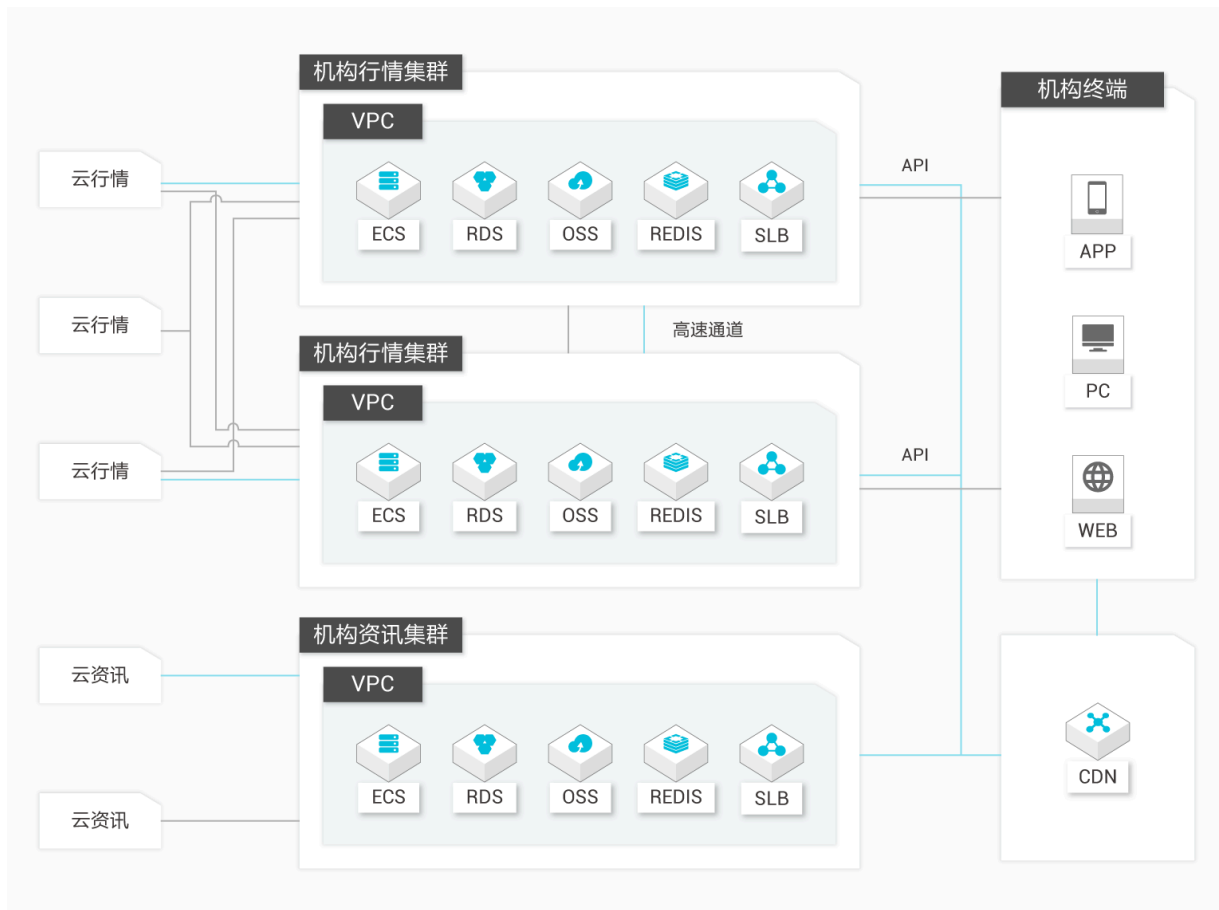 云行情
云行情
云行情
云资讯
云资讯
机构行情集群
VPC
ECS
RDS
OSS
REDIS
SLB
高速通道
机构行情集群
VPC
ECS
RDS
OSS
REDIS
SLB
机构资讯集群
VPC
ECS
RDS
OSS
REDIS
SLB
API
API
机构终端
APP
PC
WEB
CDN